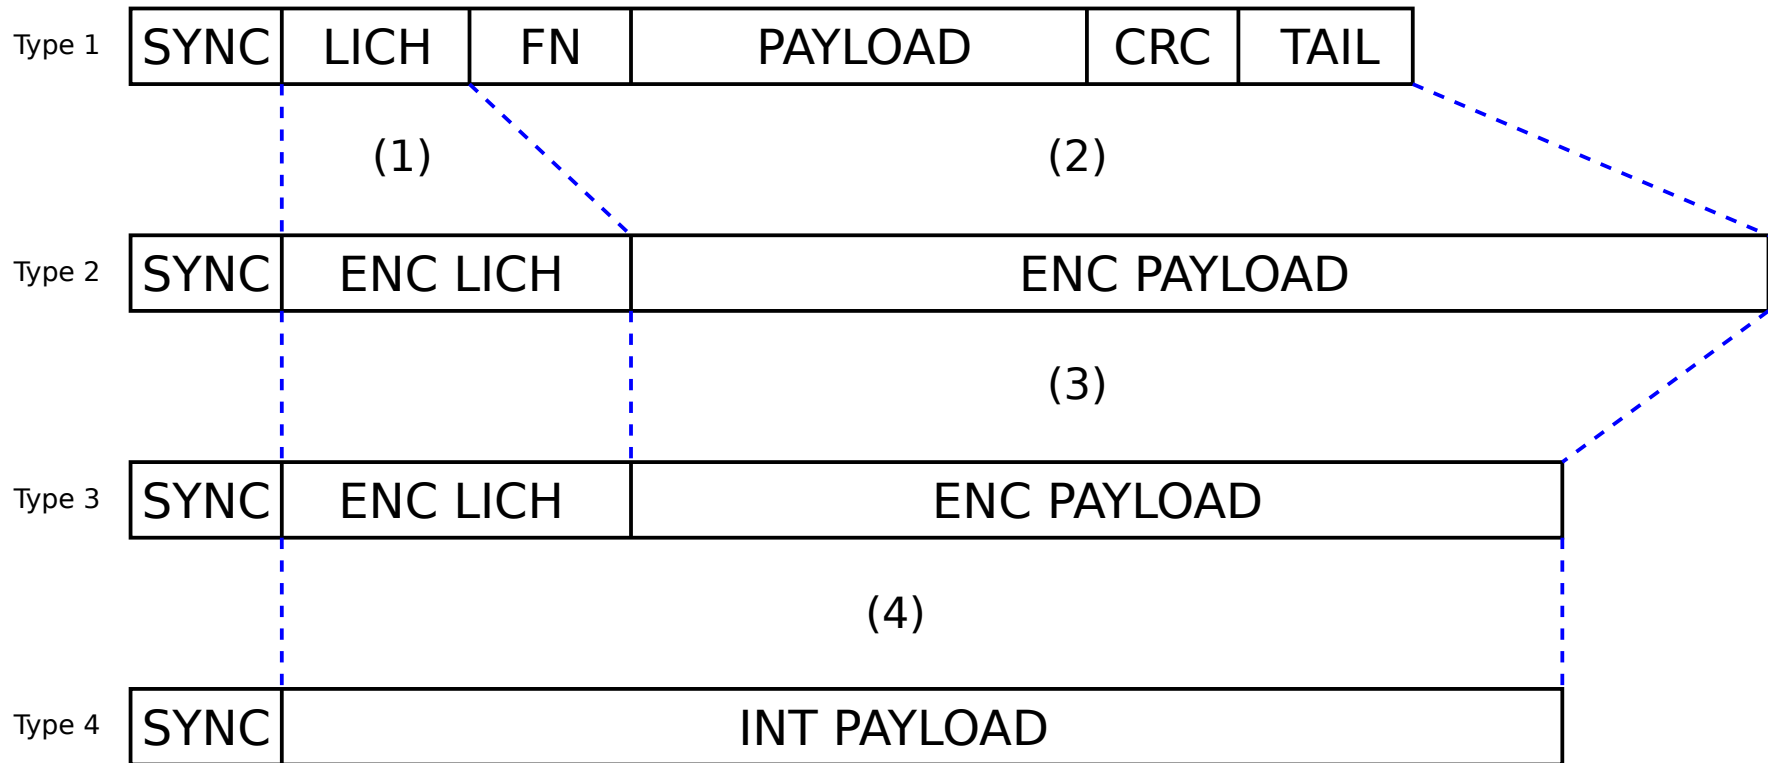 Type 1 SYNC LICH FN PAYLOAD CRC TAIL
(1) (2)
Type 2 SYNC ENC LICH ENC PAYLOAD
(3)
Type 3 SYNC ENC LICH ENC PAYLOAD
(4)
Type 4 SYNC INT PAYLOAD